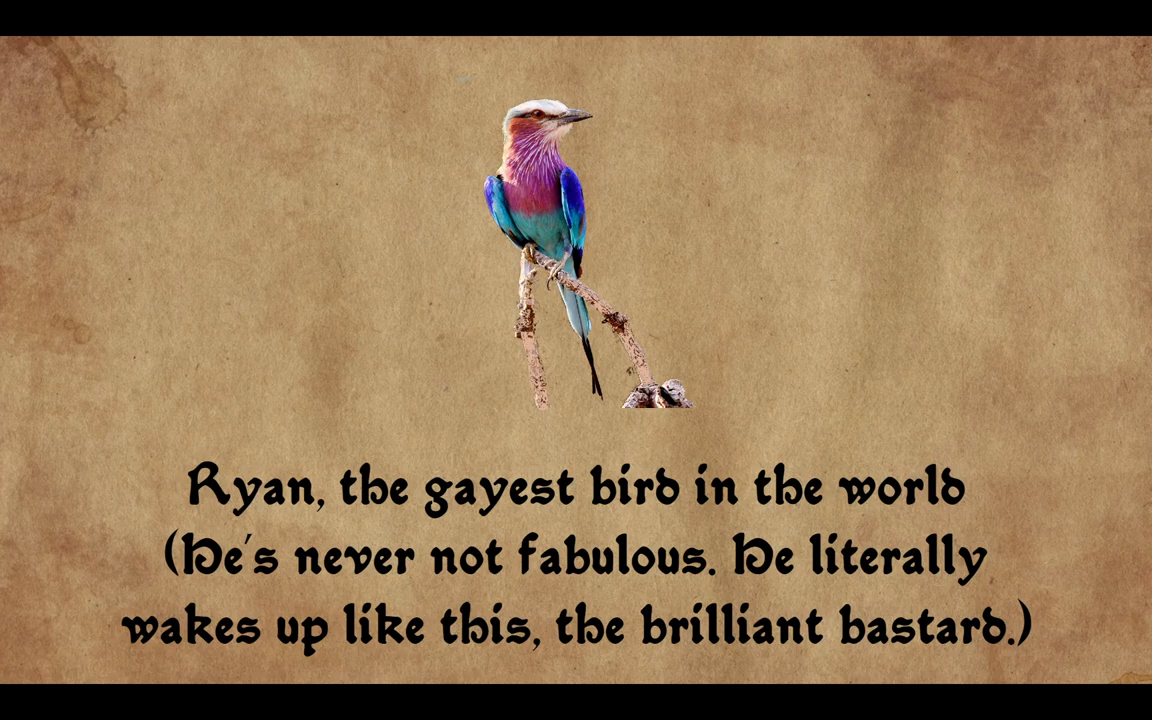 Ryan, the gayest bird in the world
(He's never not fabulous. He literally
wakes up like this, the brilliant bastard.)